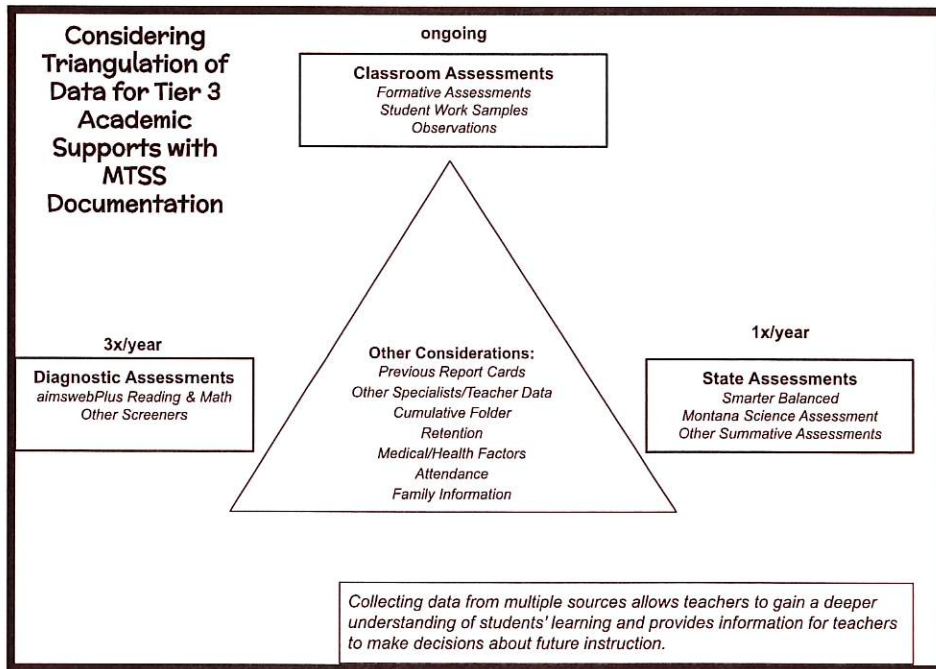 Considering
Triangulation of
Data for Tier 3
Academic
Supports with
MTSS
Documentation
ongoing
Classroom Assessments
Formative Assessments
Student Work Samples
Observations
3x/year
Diagnostic Assessments
aimswebPlus Reading & Math
Other Screeners
Other Considerations:
Previous Report Cards
Other Specialists/Teacher Data
Cumulative Folder
Retention
Medical/Health Factors
Attendance
Family Information
1x/year
State Assessments
Smarter Balanced
Montana Science Assessment
Other Summative Assessments
Collecting data from multiple sources allows teachers to gain a deeper
understanding of students' learning and provides information for teachers
to make decisions about future instruction.